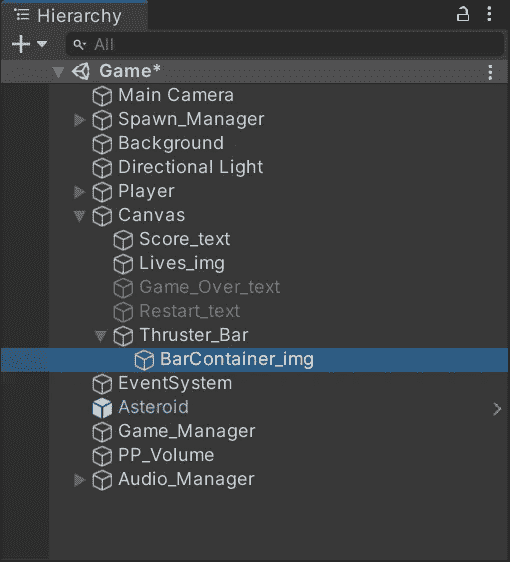 Hierarchy
All
Game*
Main Camera
Spawn_Manager
Background
Directional Light
Player
Canvas
Score_text
Lives_img
Game_Over_text
Restart_text
Thruster_Bar
BarContainer_img
EventSystem
Asteroid
Game_Manager
PP_Volume
Audio_Manager